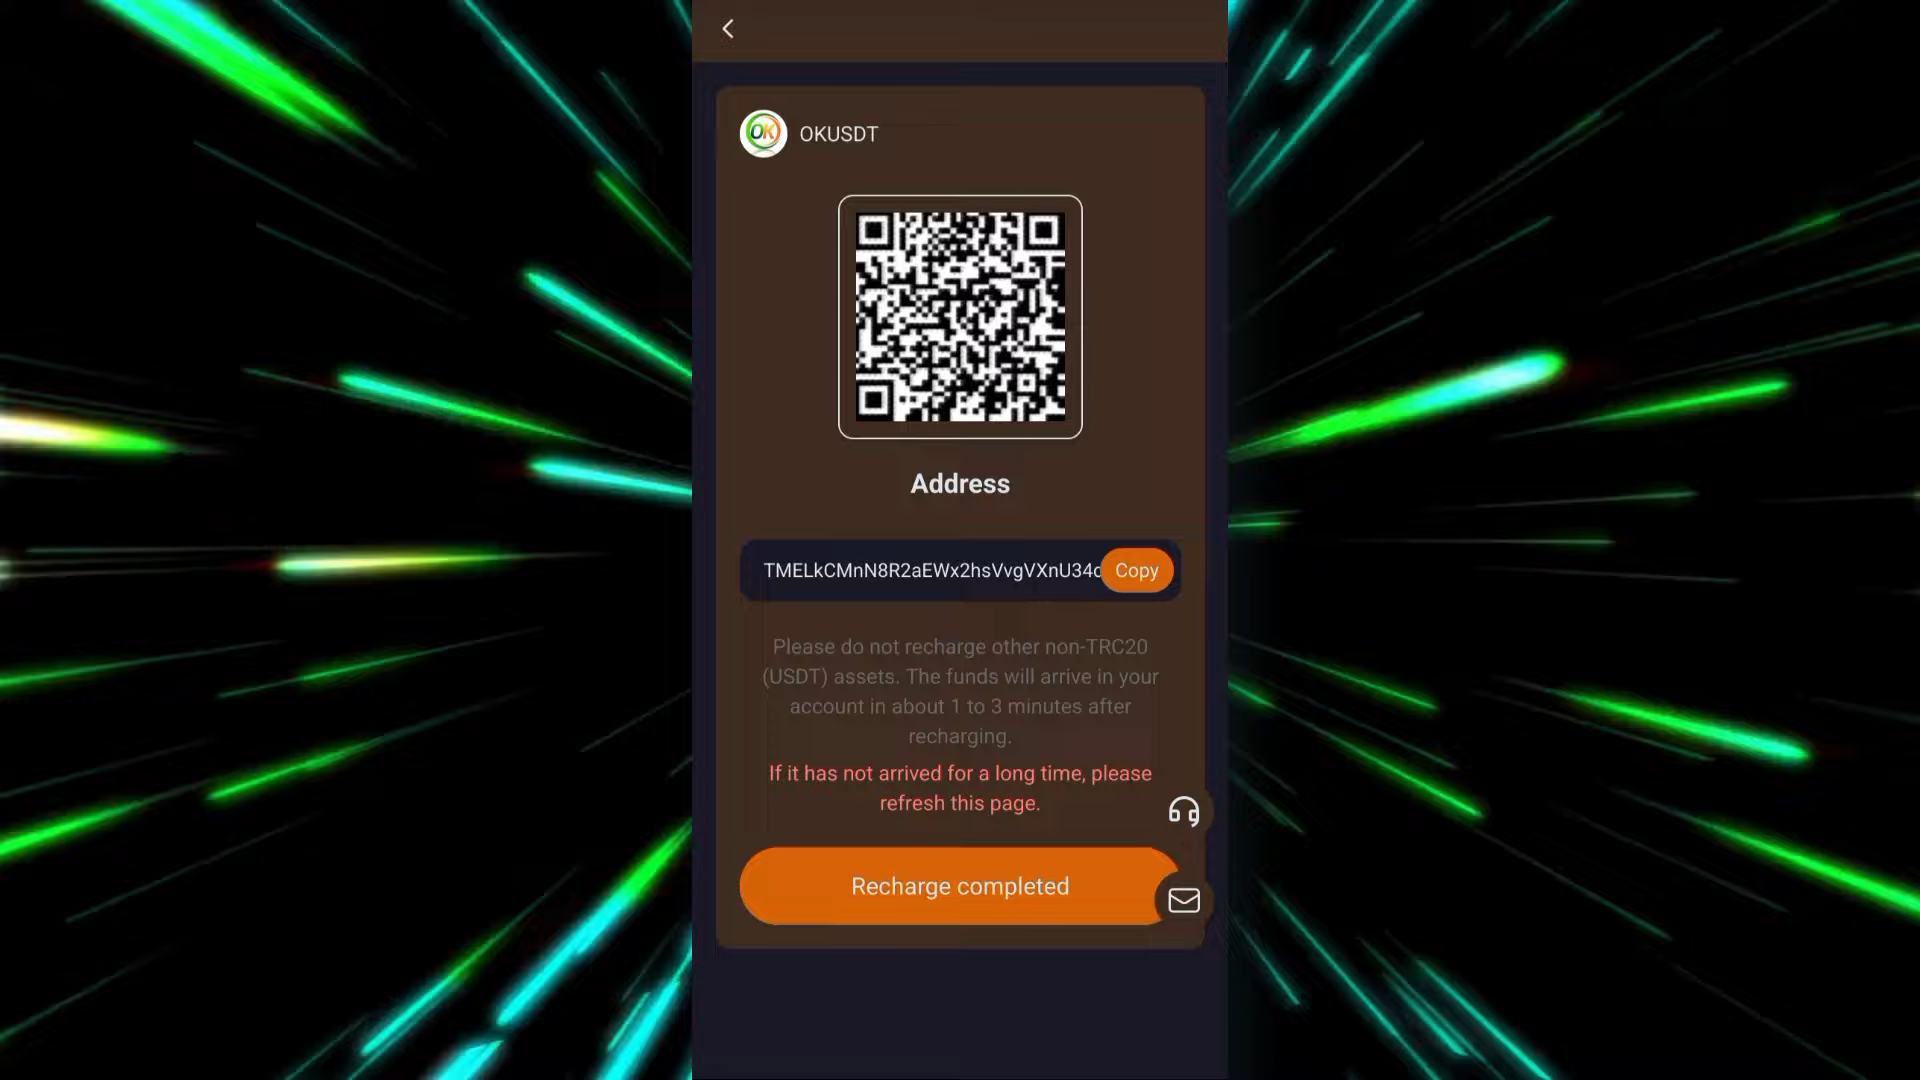 OK OKUSDT
Address
TMELkCMnN8R2aEWx2hsVvgVXnU34 Copy
Please do not recharge other non-TRC20
(USDT) assets. The funds will arrive in your
account in about 1 to 3 minutes after
recharging.
If it has not arrived for a long time, please
refresh this page.
Recharge completed